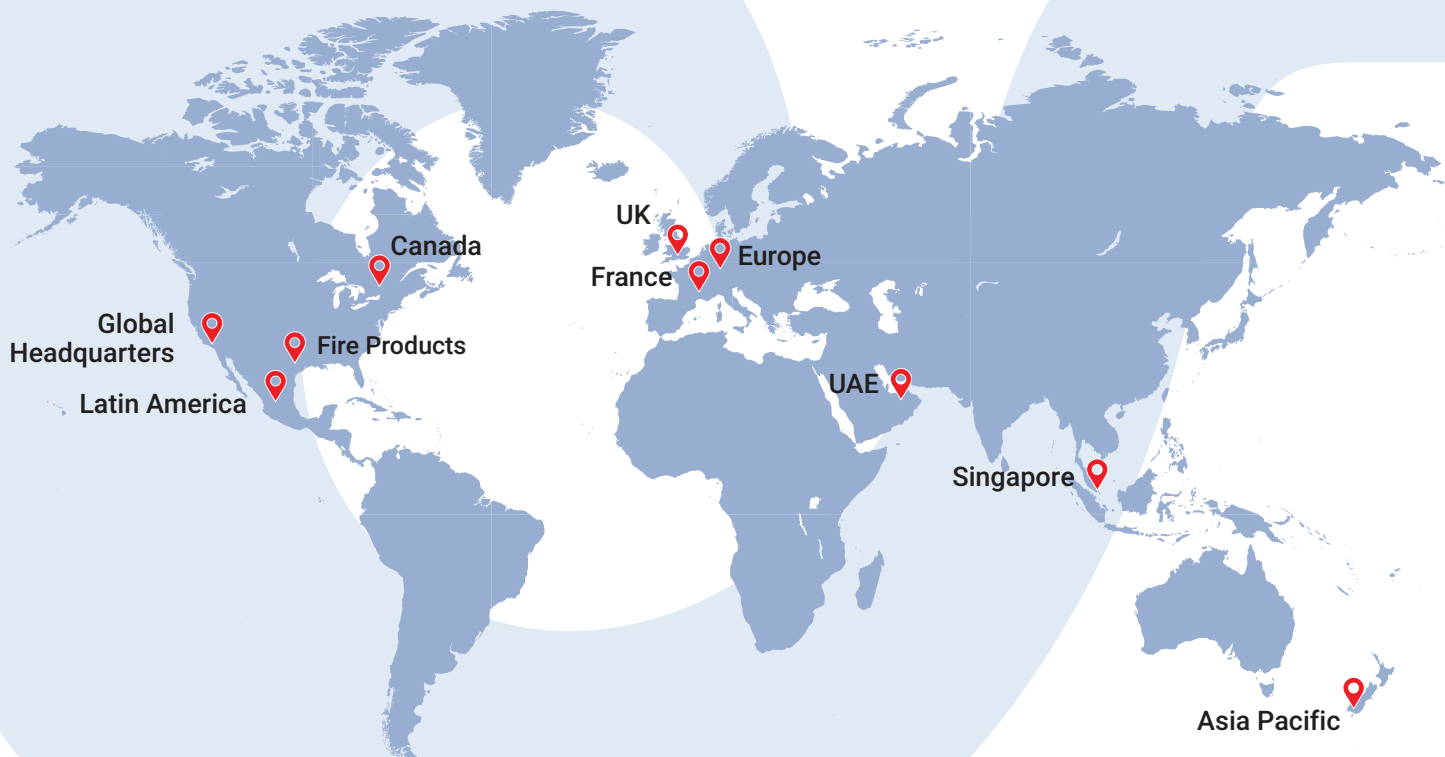 UK
Canada
Europe
France
Global
Headquarters
Fire Products
UAE
Latin America
Singapore
Asia Pacific